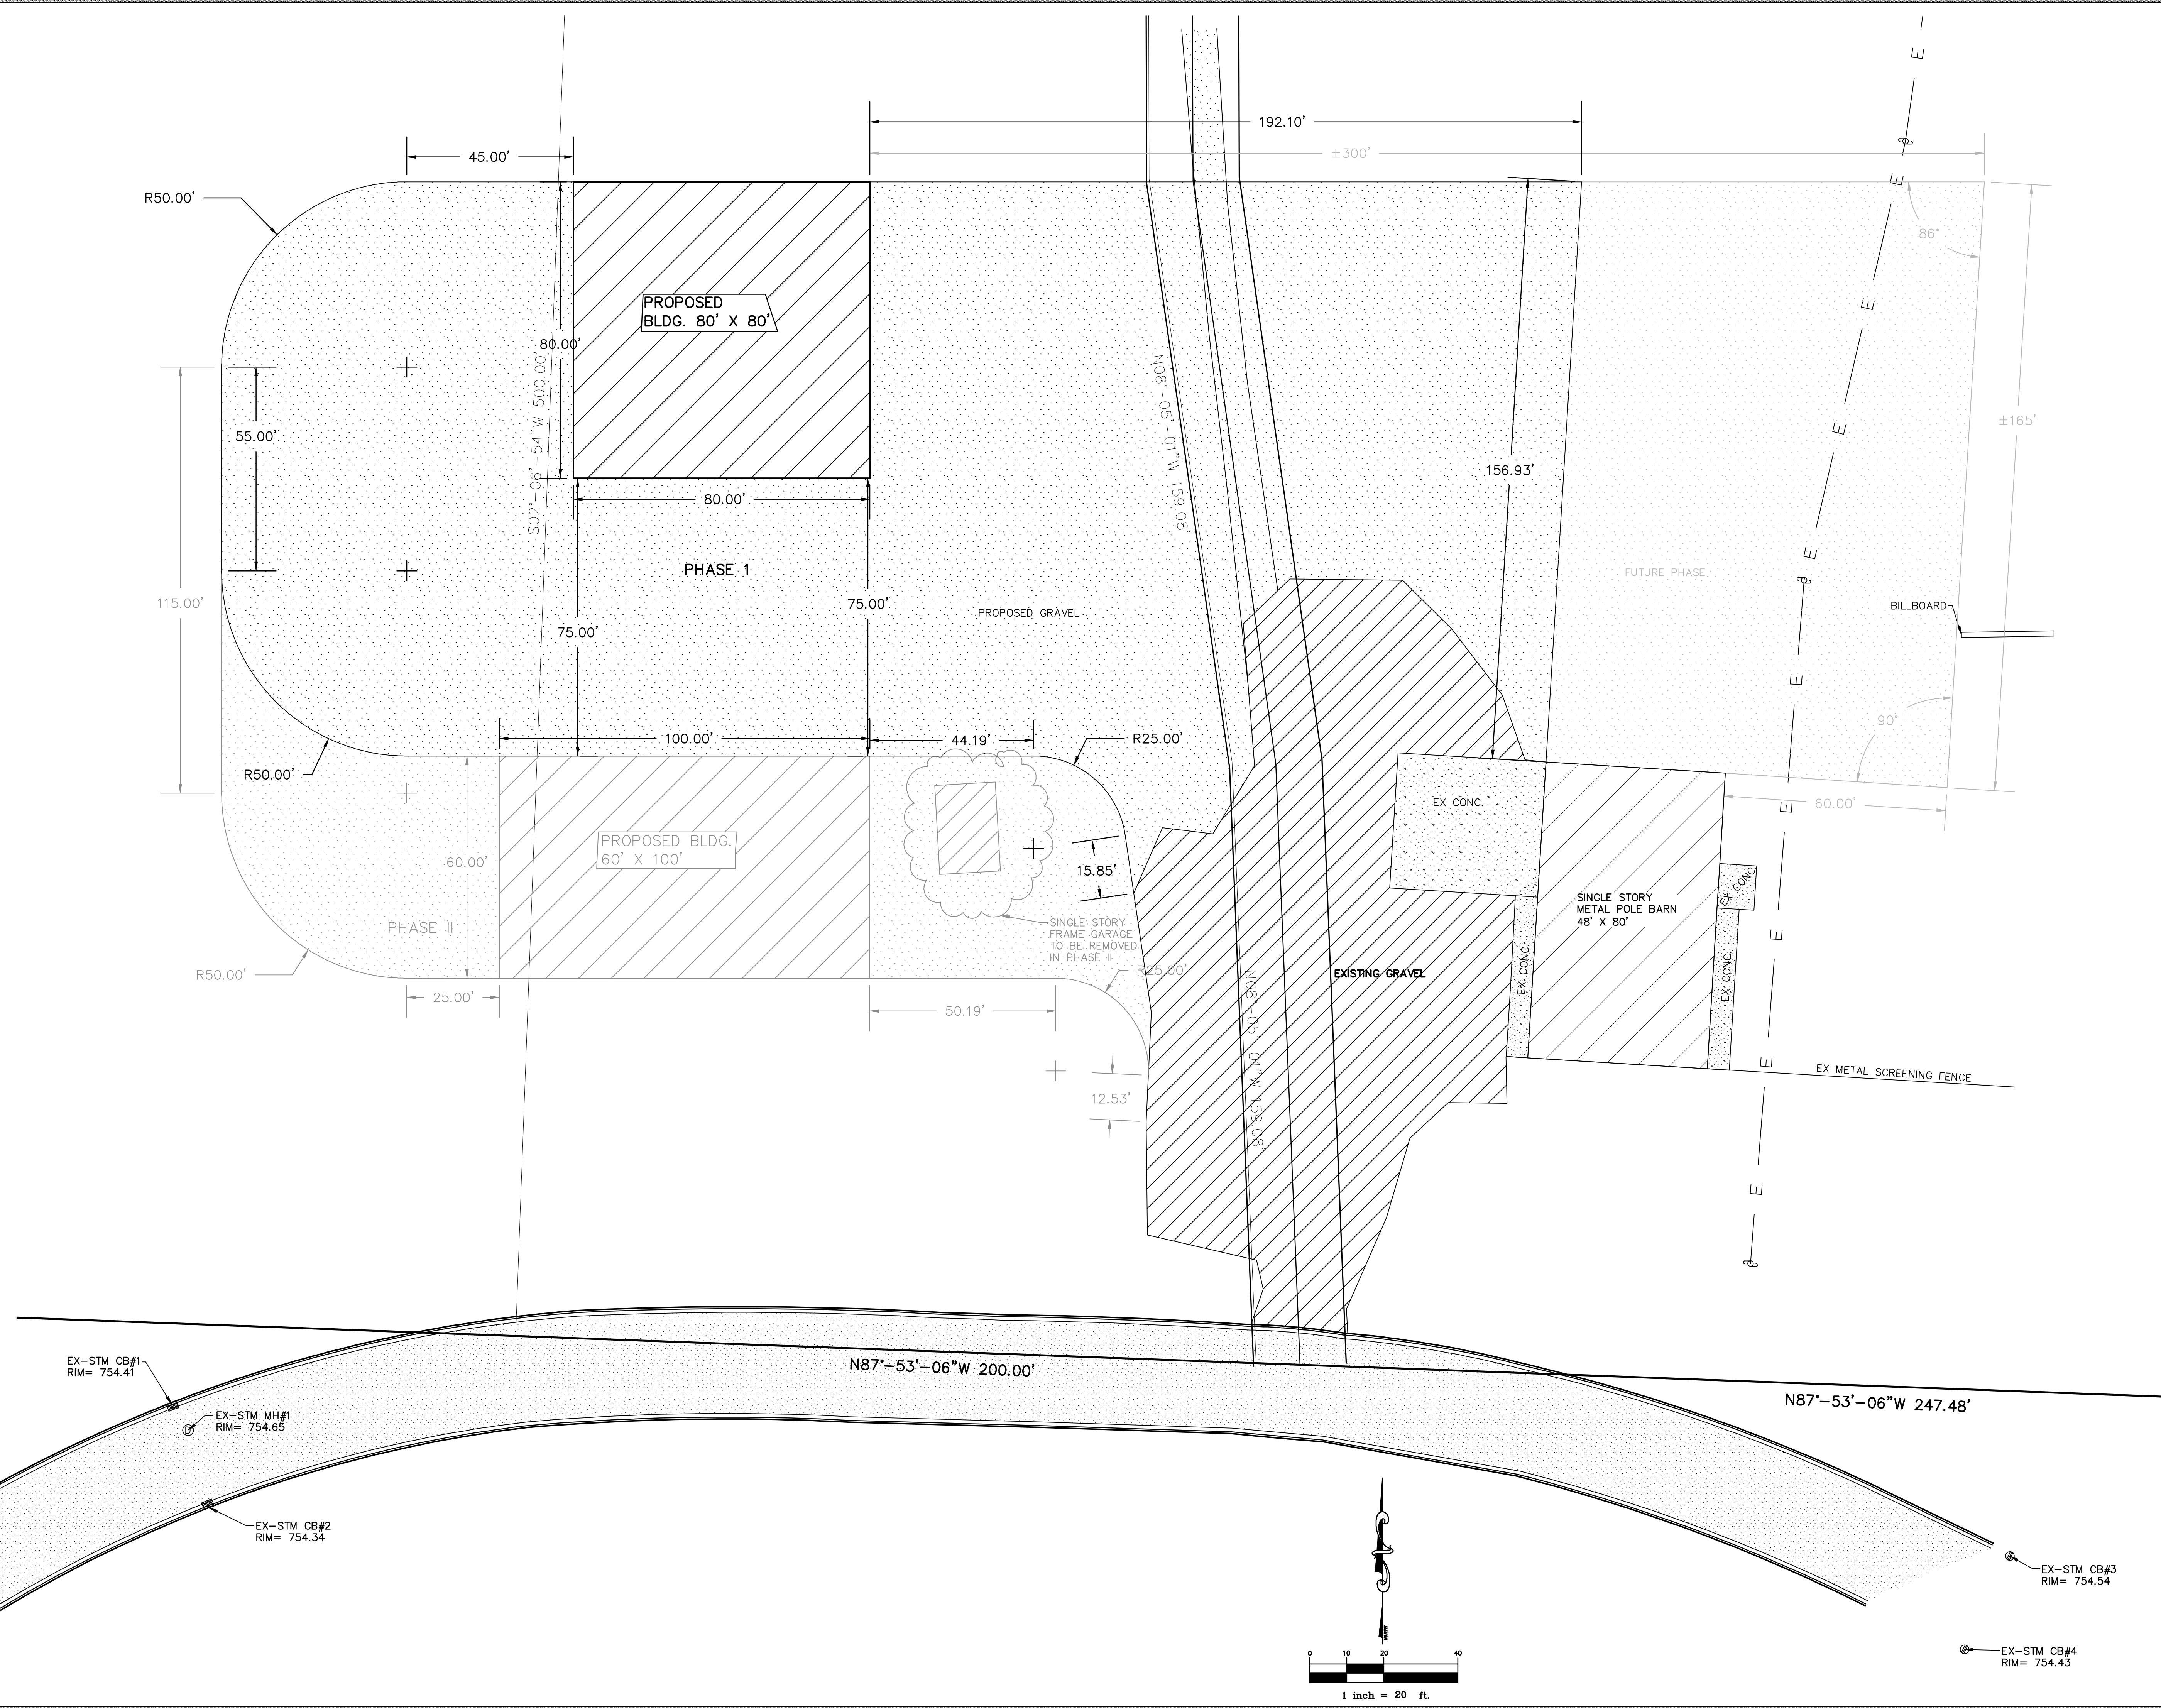 192.10'
45.00'
±300'
R50.00'
86°
PROPOSED
BLDG. 80' X 80'
80.00'
S02°-06'-54"W 500.00'
N08°-05'-01"W 159.08'
±165'
55.00'
156.93'
80.00'
PHASE 1
FUTURE PHASE
115.00'
75.00'
75.00'
PROPOSED GRAVEL
BILLBOARD
100.00'
44.19'
R25.00'
90°
R50.00'
EX CONC.
60.00'
PROPOSED BLDG.
60' X 100'
60.00'
15.85'
EX CONC.
SINGLE STORY
METAL POLE BARN
48' X 80'
PHASE II
SINGLE STORY
FRAME GARAGE
TO BE REMOVED
IN PHASE II
R50.00'
R25.00'
EXISTING GRAVEL
EX CONC.
EX CONC.
25.00'
50.19'
N08°-05'-01"W 159.08'
EX METAL SCREENING FENCE
12.53'
E
E
E
E
E
E
E
E
E
E
E
E
EX-STM CB#1
RIM= 754.41
N87°-53'-06"W 200.00'
N87°-53'-06"W 247.48'
D
EX-STM MH#1
RIM= 754.65
EX-STM CB#2
RIM= 754.34
EX-STM CB#3
RIM= 754.54
EX-STM CB#4
RIM= 754.43
0 10 20 40
1 inch = 20 ft.